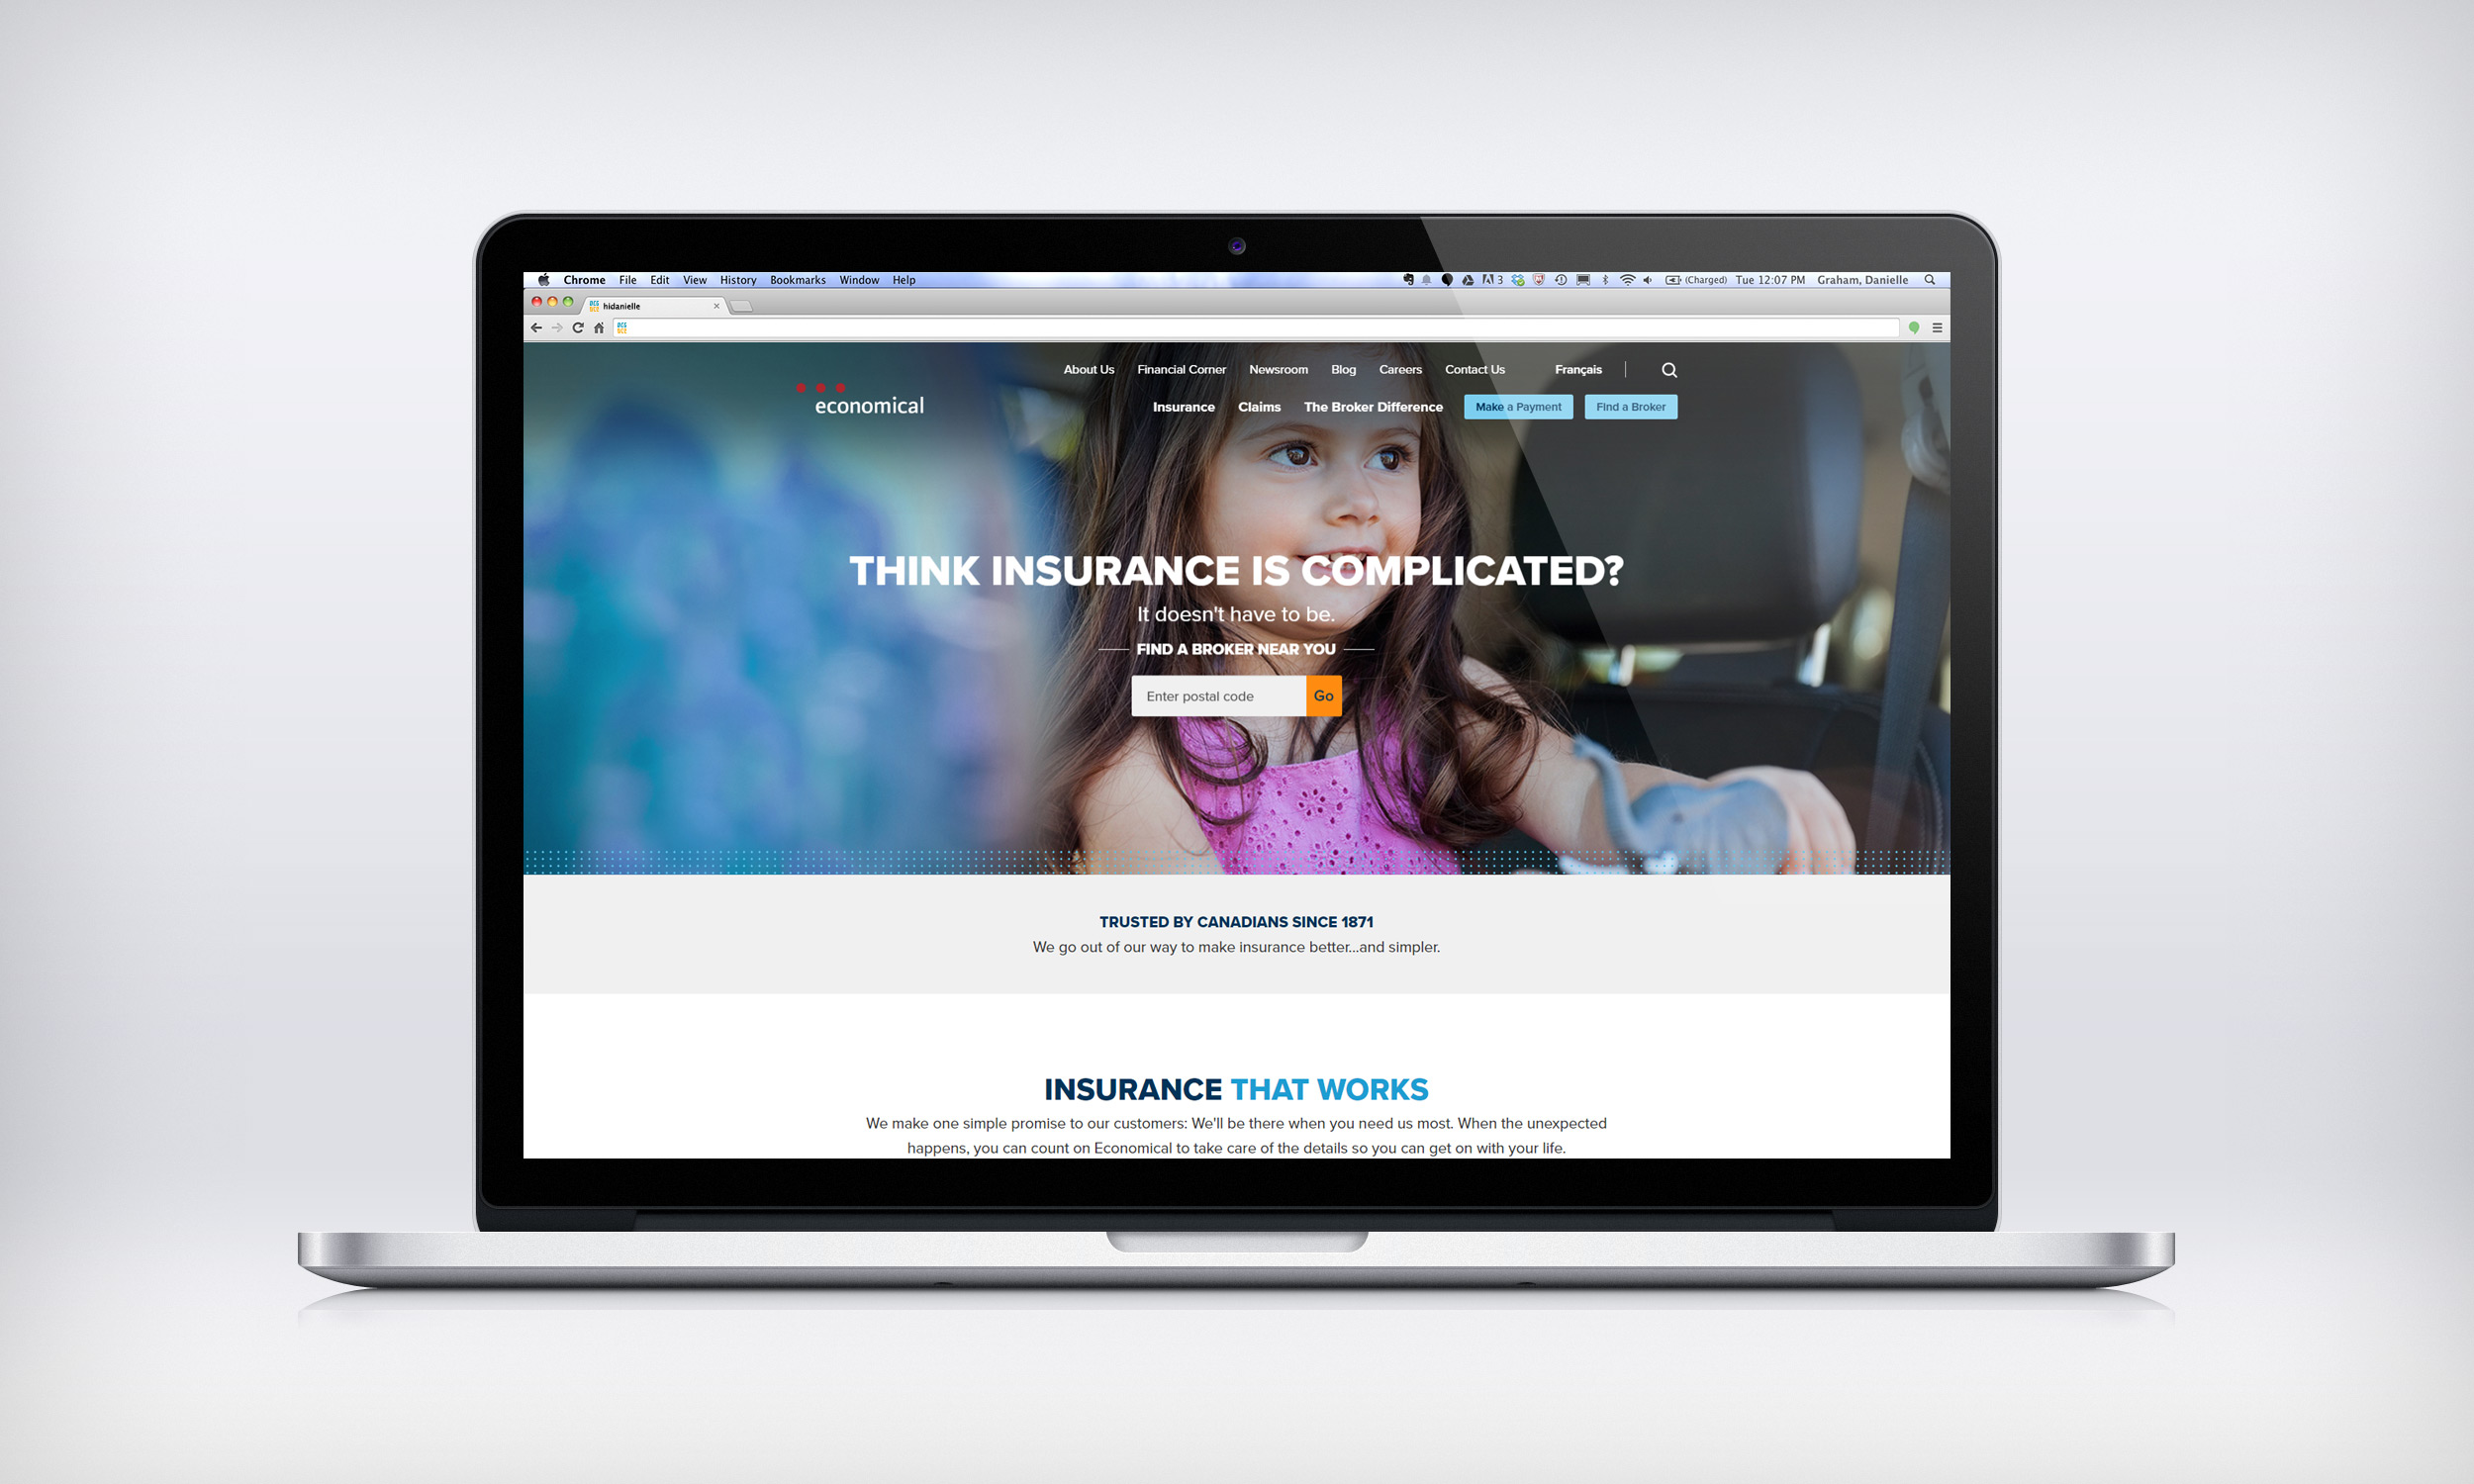 Chrome File Edit View History Bookmarks Window Help 3 (Charged) Tue 12:07 PM Graham, Danielle
hidanielle
About Us Financial Corner Newsroom Blog Careers Contact Us Français
economical
Insurance Claims The Broker Difference Make a Payment Find a Broker
THINK INSURANCE IS COMPLICATED?
It doesn't have to be.
FIND A BROKER NEAR YOU
Enter postal code Go
TRUSTED BY CANADIANS SINCE 1871
We go out of our way to make insurance better...and simpler.
INSURANCE THAT WORKS
We make one simple promise to our customers: We'll be there when you need us most. When the unexpected
happens, you can count on Economical to take care of the details so you can get on with your life.